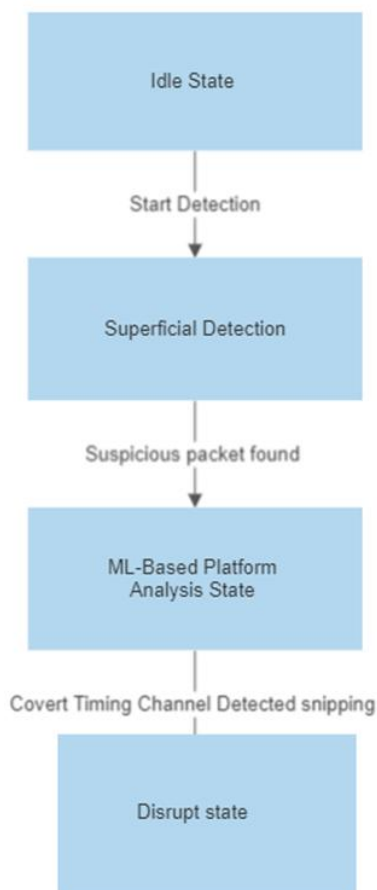 Idle State
Start Detection
Superficial Detection
Suspicious packet found
ML-Based Platform
Analysis State
Covert Timing Channel Detected snipping
Disrupt state